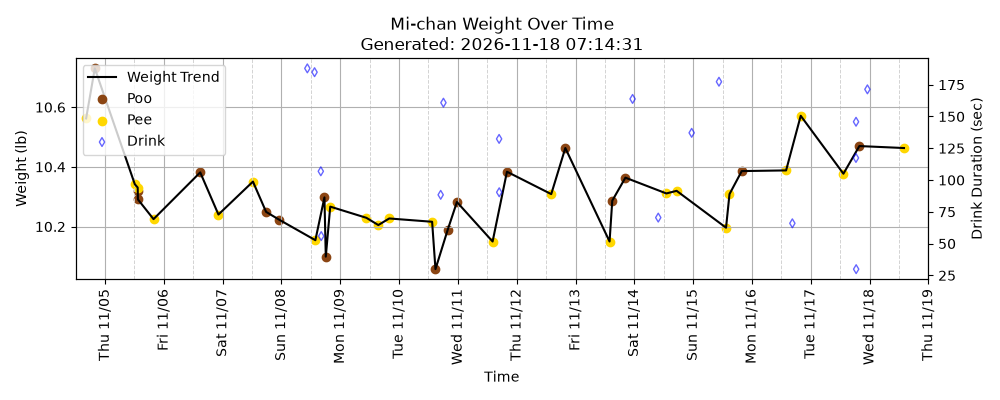 Mi-chan Weight Over Time
Generated: 2026-11-18 07:14:31
Weight (lb)
10.6
10.4
10.2
Weight Trend
Poo
Pee
Drink
175
150
125
100
75
50
25
Drink Duration (sec)
Thu 11/05
Fri 11/06
Sat 11/07
Sun 11/08
Mon 11/09
Tue 11/10
Wed 11/11
Thu 11/12
Fri 11/13
Sat 11/14
Sun 11/15
Mon 11/16
Tue 11/17
Wed 11/18
Thu 11/19
Time